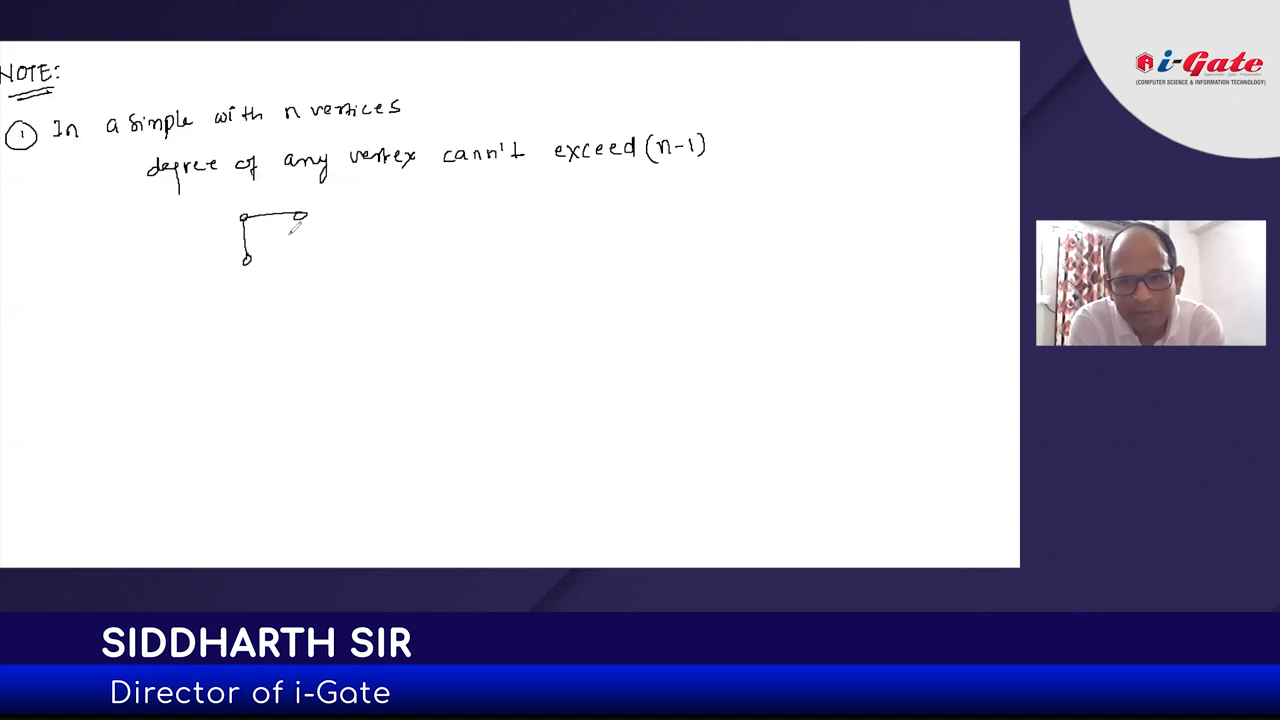 NOTE:
① In a simple with n vertices
degree of any vertex cann't exceed (n-1)
i-Gate
(COMPUTER SCIENCE & INFORMATION TECHNOLOGY)
SIDDHARTH SIR
Director of i-Gate